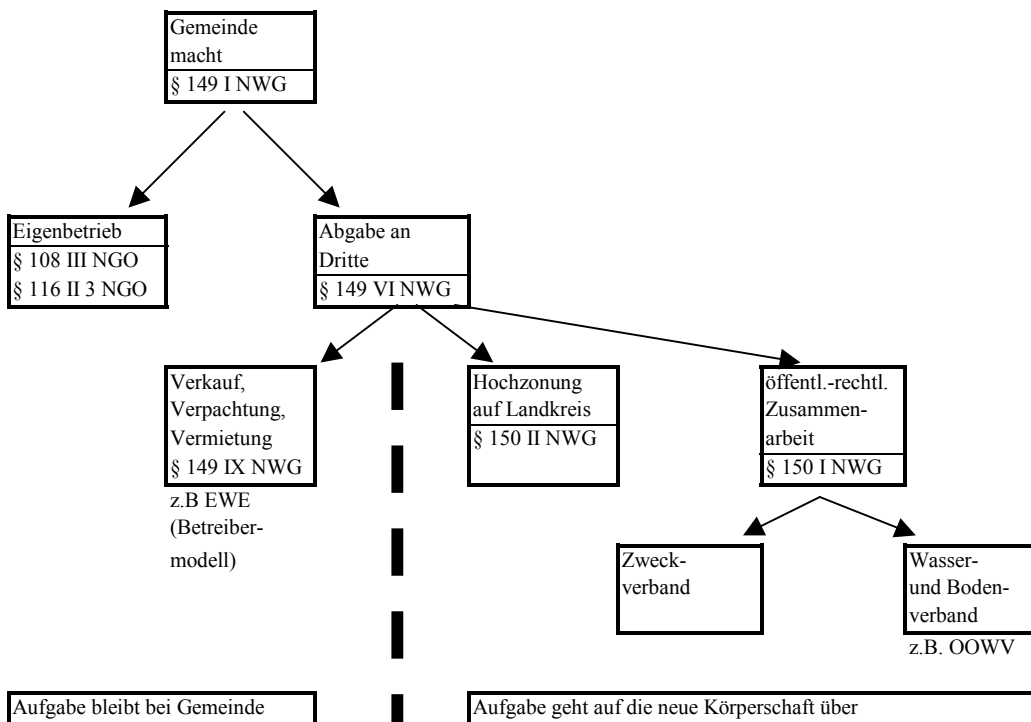 Gemeinde
macht
§ 149 I NWG
Eigenbetrieb
§ 108 III NGO
§ 116 II 3 NGO
Abgabe an
Dritte
§ 149 VI NWG
Verkauf,
Verpachtung,
Vermietung
§ 149 IX NWG
z.B EWE
(Betreiber-
modell)
Hochzonung
auf Landkreis
§ 150 II NWG
öffentl.-rechtl.
Zusammen-
arbeit
§ 150 I NWG
Zweck-
verband
Wasser-
und Boden-
verband
z.B. OOWV
Aufgabe bleibt bei Gemeinde
Aufgabe geht auf die neue Körperschaft über